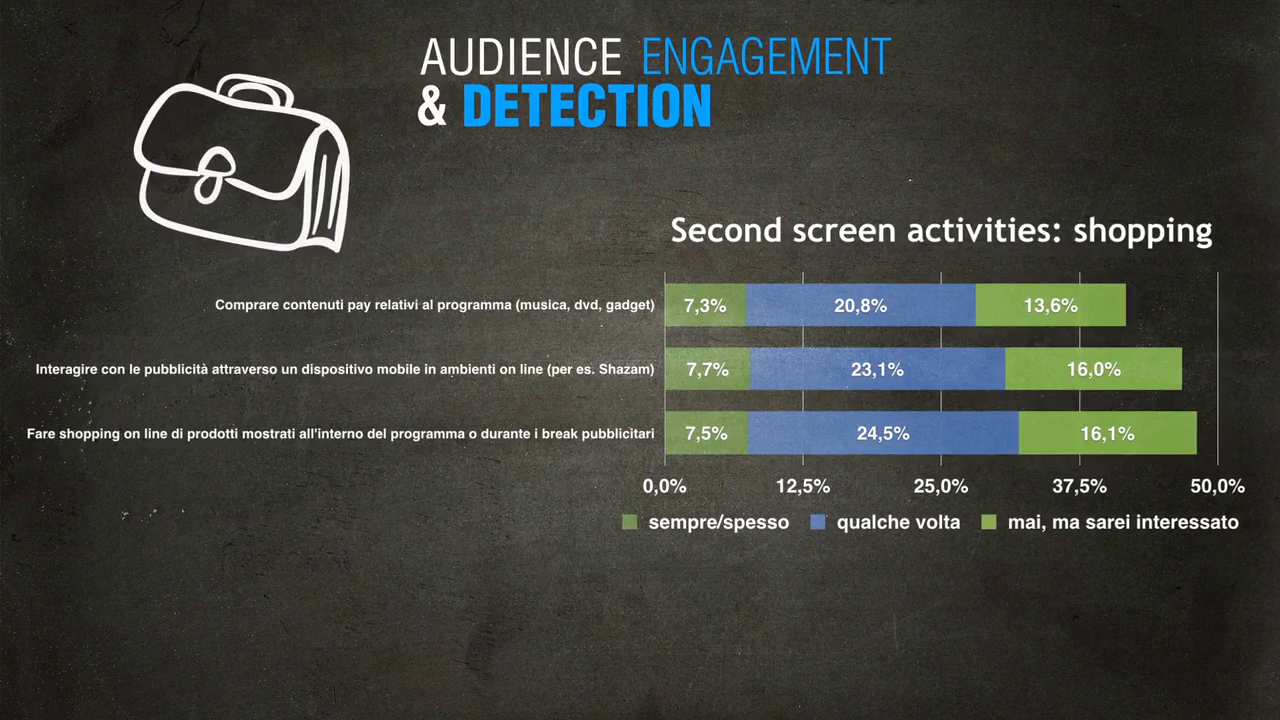 AUDIENCE ENGAGEMENT
& DETECTION
Second screen activities: shopping
Comprare contenuti pay relativi al programma (musica, dvd, gadget) 7,3% 20,8% 13,6%
Interagire con le pubblicità attraverso un dispositivo mobile in ambienti on line (per es. Shazam) 7,7% 23,1% 16,0%
Fare shopping on line di prodotti mostrati all'interno del programma o durante i break pubblicitari 7,5% 24,5% 16,1%
0,0% 12,5% 25,0% 37,5% 50,0%
sempre/spesso qualche volta mai, ma sarei interessato